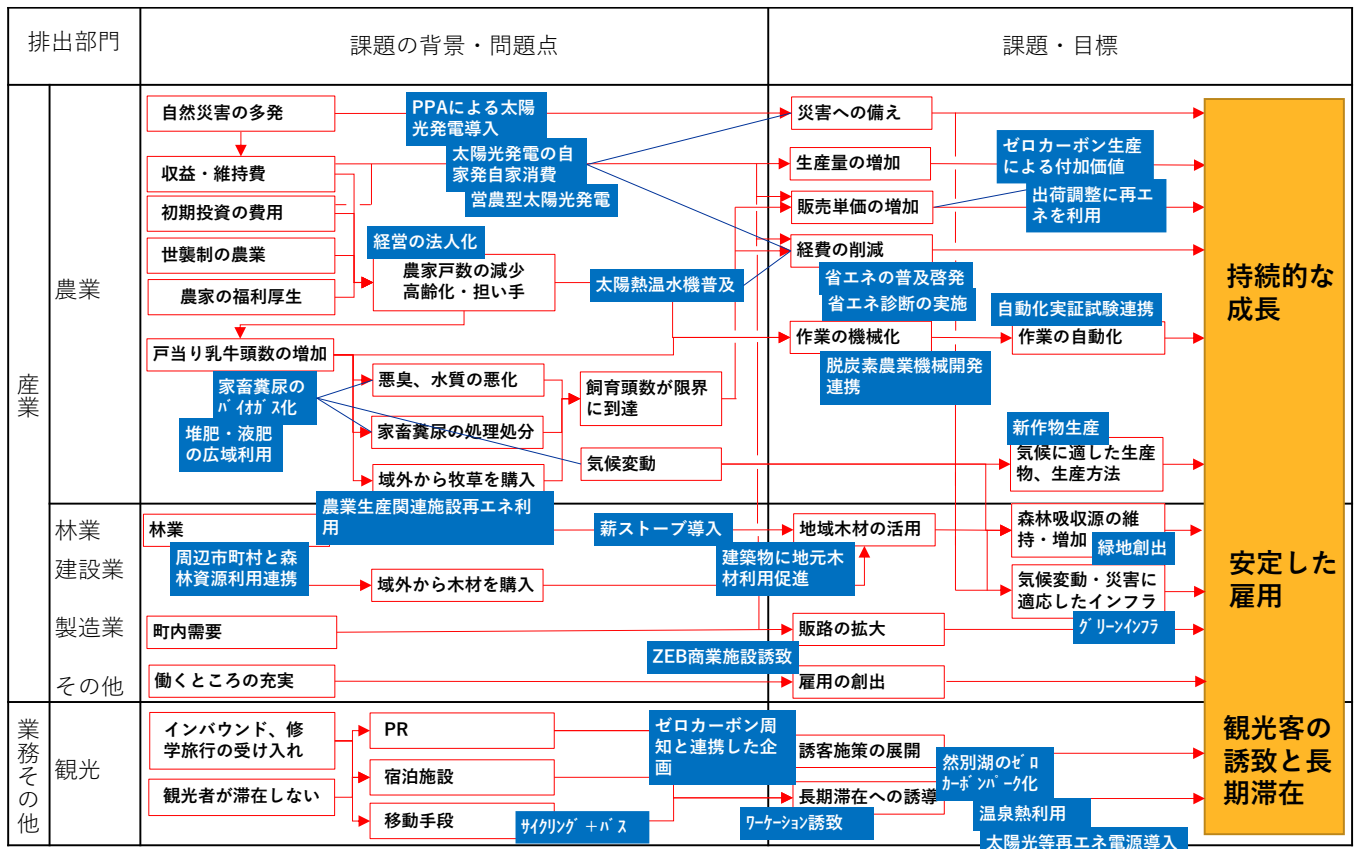 排出部門
課題の背景・問題点
課題・目標
産業
農業
自然災害の多発
PPAによる太陽
光発電導入
災害への備え
収益・維持費
太陽光発電の自
家発自家消費
生産量の増加
ゼロカーボン生産
による付加価値
初期投資の費用
営農型太陽光発電
販売単価の増加
出荷調整に再エ
ネを利用
世襲制の農業
経営の法人化
経費の削減
農家の福利厚生
農家戸数の減少
高齢化・担い手
太陽熱温水機普及
省エネの普及啓発
省エネ診断の実施
戸当り乳牛頭数の増加
作業の機械化
自動化実証試験連携
作業の自動化
脱炭素農業機械開発
連携
家畜糞尿の
ﾊﾞｲｵｶﾞｽ化
悪臭、水質の悪化
飼育頭数が限界
に到達
堆肥・液肥
の広域利用
家畜糞尿の処理処分
新作物生産
気候変動
気候に適した生産
物、生産方法
域外から牧草を購入
農業生産関連施設再エネ利
用
林業
林業
薪ストーブ導入
地域木材の活用
森林吸収源の維
持・増加
緑地創出
建設業
周辺市町村と森
林資源利用連携
域外から木材を購入
建築物に地元木
材利用促進
気候変動・災害に
適応したインフラ
ｸﾞﾘｰﾝｲﾝﾌﾗ
製造業
町内需要
販路の拡大
ZEB商業施設誘致
その他
働くところの充実
雇用の創出
業務その他
観光
インバウンド、修
学旅行の受け入れ
PR
ゼロカーボン周
知と連携した企
画
誘客施策の展開
然別湖のｾﾞﾛ
ｶｰﾎﾞﾝﾊﾟｰｸ化
宿泊施設
観光者が滞在しない
長期滞在への誘導
移動手段
ｻｲｸﾘﾝｸﾞ＋ﾊﾞｽ
ﾜｰｹｰｼｮﾝ誘致
温泉熱利用
太陽光等再エネ電源導入
持続的な
成長
安定した
雇用
観光客の
誘致と長
期滞在